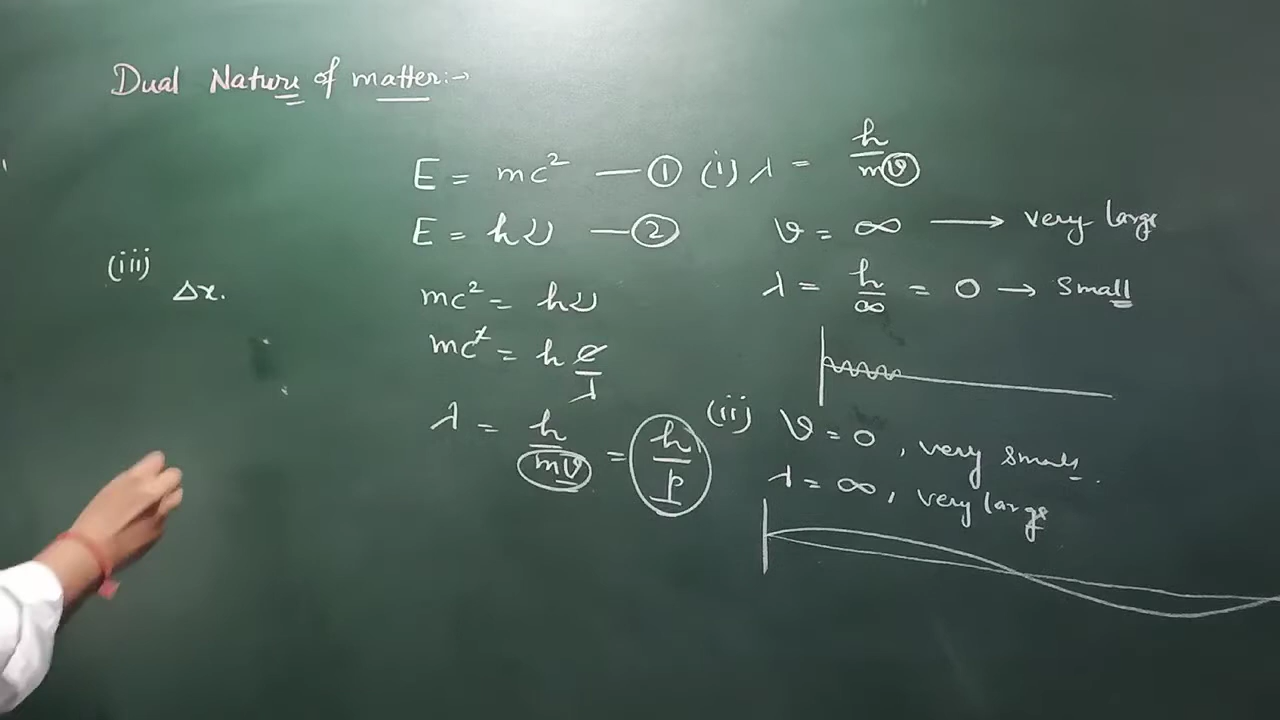 Dual Nature of matter:-
E = mc² — ①
E = hν — ②
mc² = hν
mc² = h c/λ
λ = h/mv = h/p
(i) λ = h/mv
v = ∞ → very large
λ = h/∞ = 0 → small
(ii) v = 0, very small.
λ = ∞, very large
(iii) Δx.